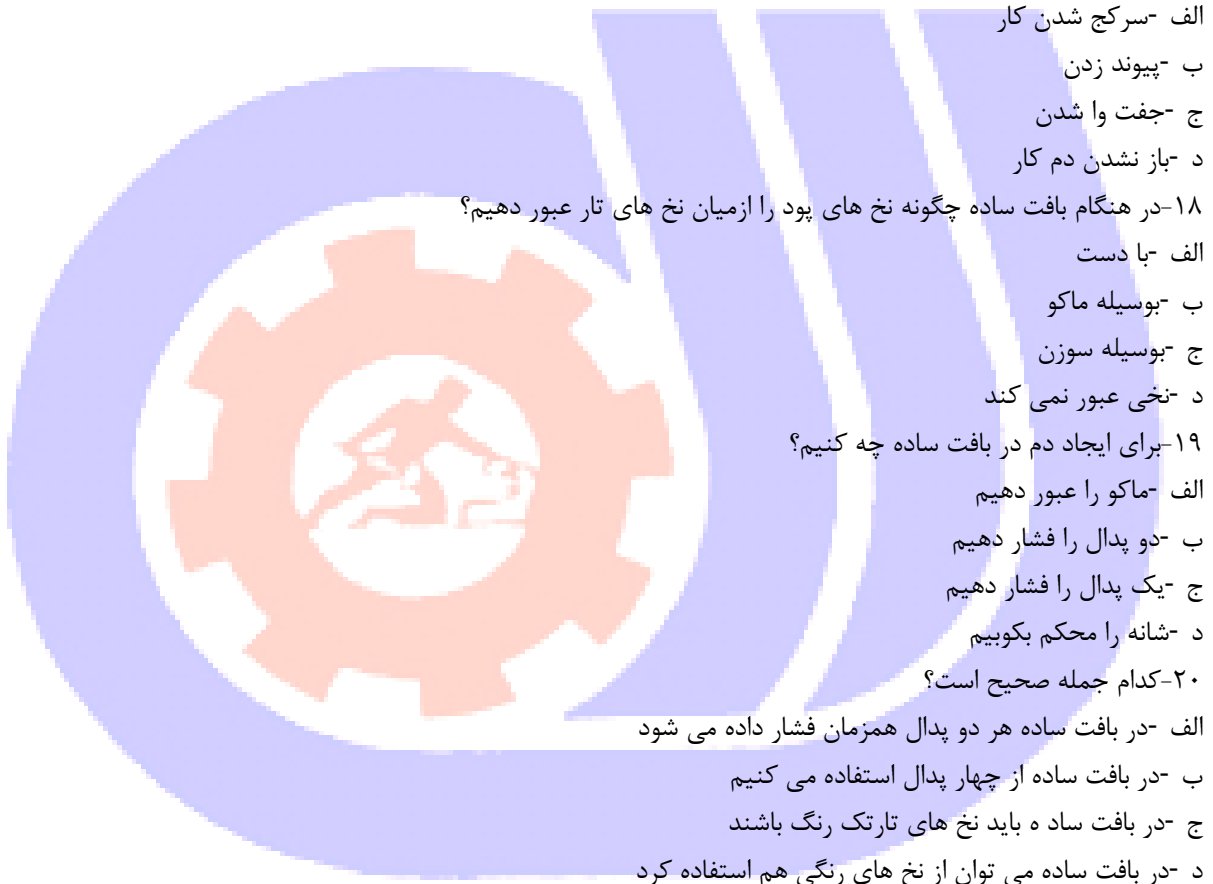 الف -سرکج شدن کار
ب -پیوند زدن
ج -جفت وا شدن
د -باز نشدن دم کار
۱۸-در هنگام بافت ساده چگونه نخ های پود را ازمیان نخ های تار عبور دهیم؟
الف -با دست
ب -بوسیله ماکو
ج -بوسیله سوزن
د -نخی عبور نمی کند
۱۹-برای ایجاد دم در بافت ساده چه کنیم؟
الف -ماکو را عبور دهیم
ب -دو پدال را فشار دهیم
ج -یک پدال را فشار دهیم
د -شانه را محکم بکوبیم
۲۰-کدام جمله صحیح است؟
الف -در بافت ساده هر دو پدال همزمان فشار داده می شود
ب -در بافت ساده از چهار پدال استفاده می کنیم
ج -در بافت ساد ه باید نخ های تارتک رنگ باشند
د -در بافت ساده می توان از نخ های رنگی هم استفاده کرد